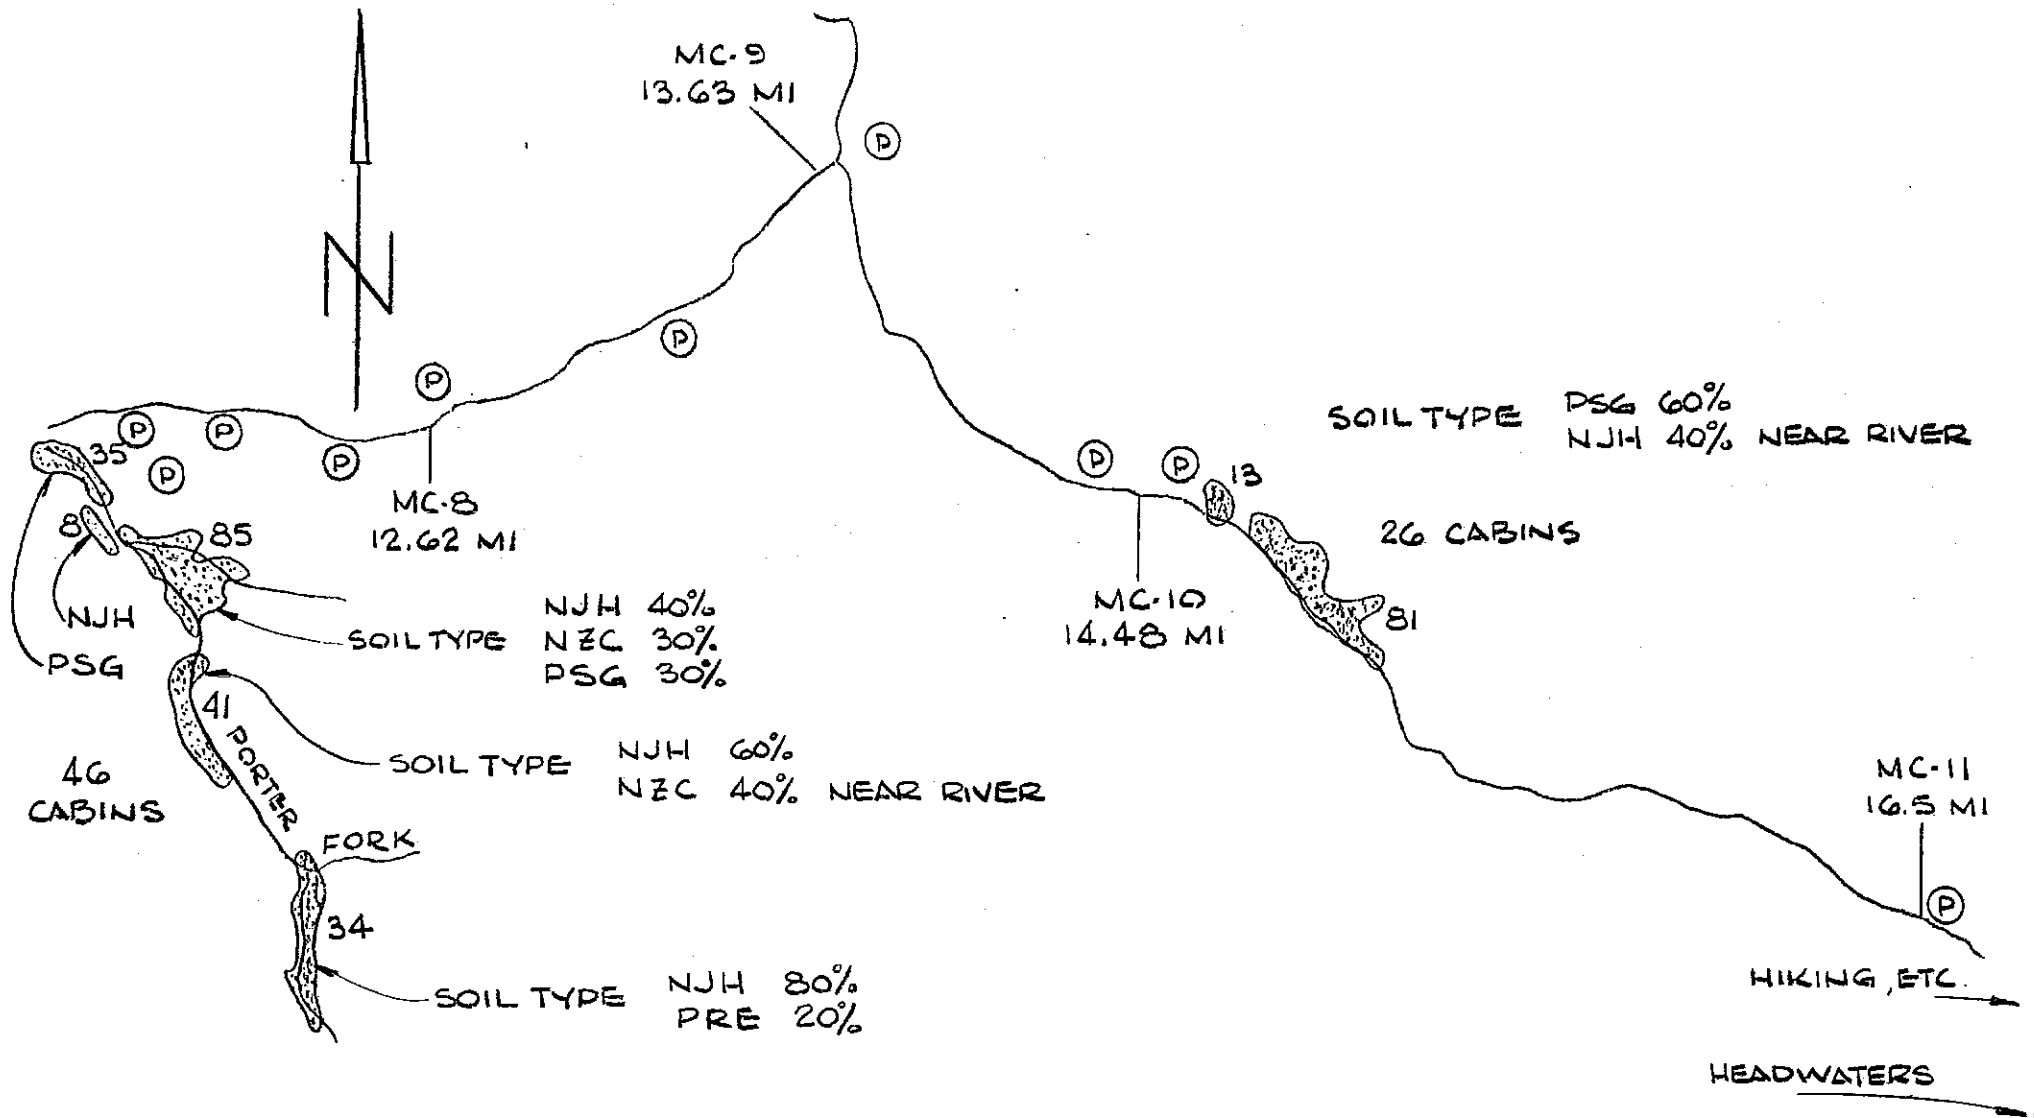 MC-9
13.63 MI
P
N
P
P
P
P
P
P
MC-8
12.62 MI
35
8
85
NJH
PSG
SOIL TYPE NJH 40%
NZC 30%
PSG 30%
41
PORTER
FORK
SOIL TYPE NJH 60%
NZC 40% NEAR RIVER
46
CABINS
34
SOIL TYPE NJH 80%
PRE 20%
SOIL TYPE PSG 60%
NJH 40% NEAR RIVER
P
P
13
26 CABINS
MC-10
14.48 MI
81
MC-11
16.5 MI
P
HIKING, ETC.
HEADWATERS